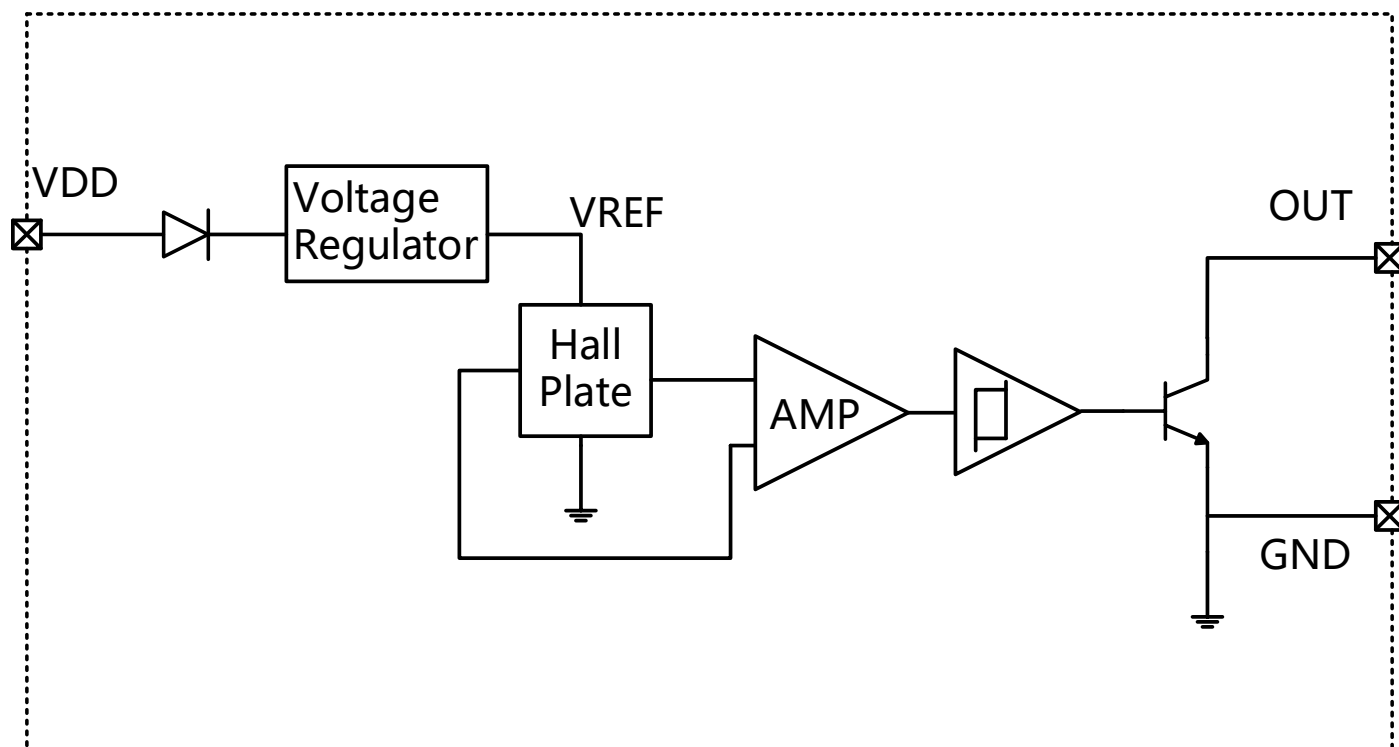 VDD
Voltage
Regulator
VREF
OUT
Hall
Plate
AMP
GND